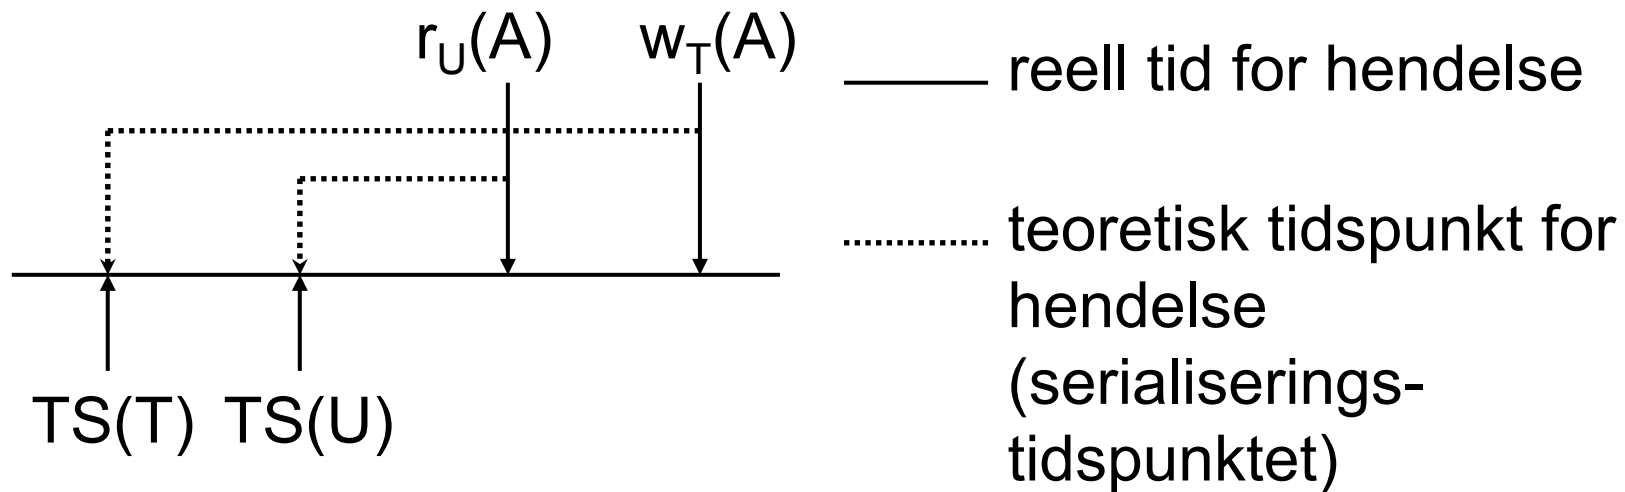 r_U(A) w_T(A)
TS(T) TS(U)
reell tid for hendelse
teoretisk tidspunkt for
hendelse
(serialiserings-
tidspunktet)